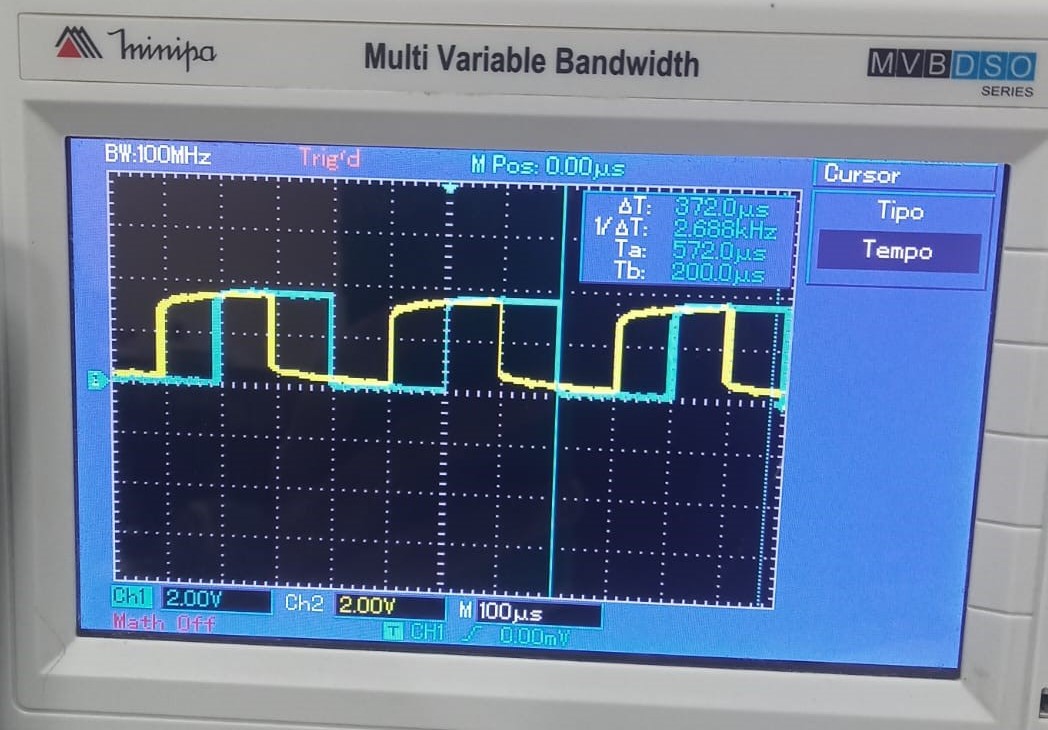 minipa Multi Variable Bandwidth MVBDSO
SERIES
BW:100MHz Trig'd M Pos: 0.00µs Cursor
Tipo
Tempo
ΔT: 372.0µs
1/ΔT: 2.688kHz
Ta: 572.0µs
Tb: 200.0µs
Ch1 2.00V Ch2 2.00V M 100µs
Math Off T CH1 0.00mV